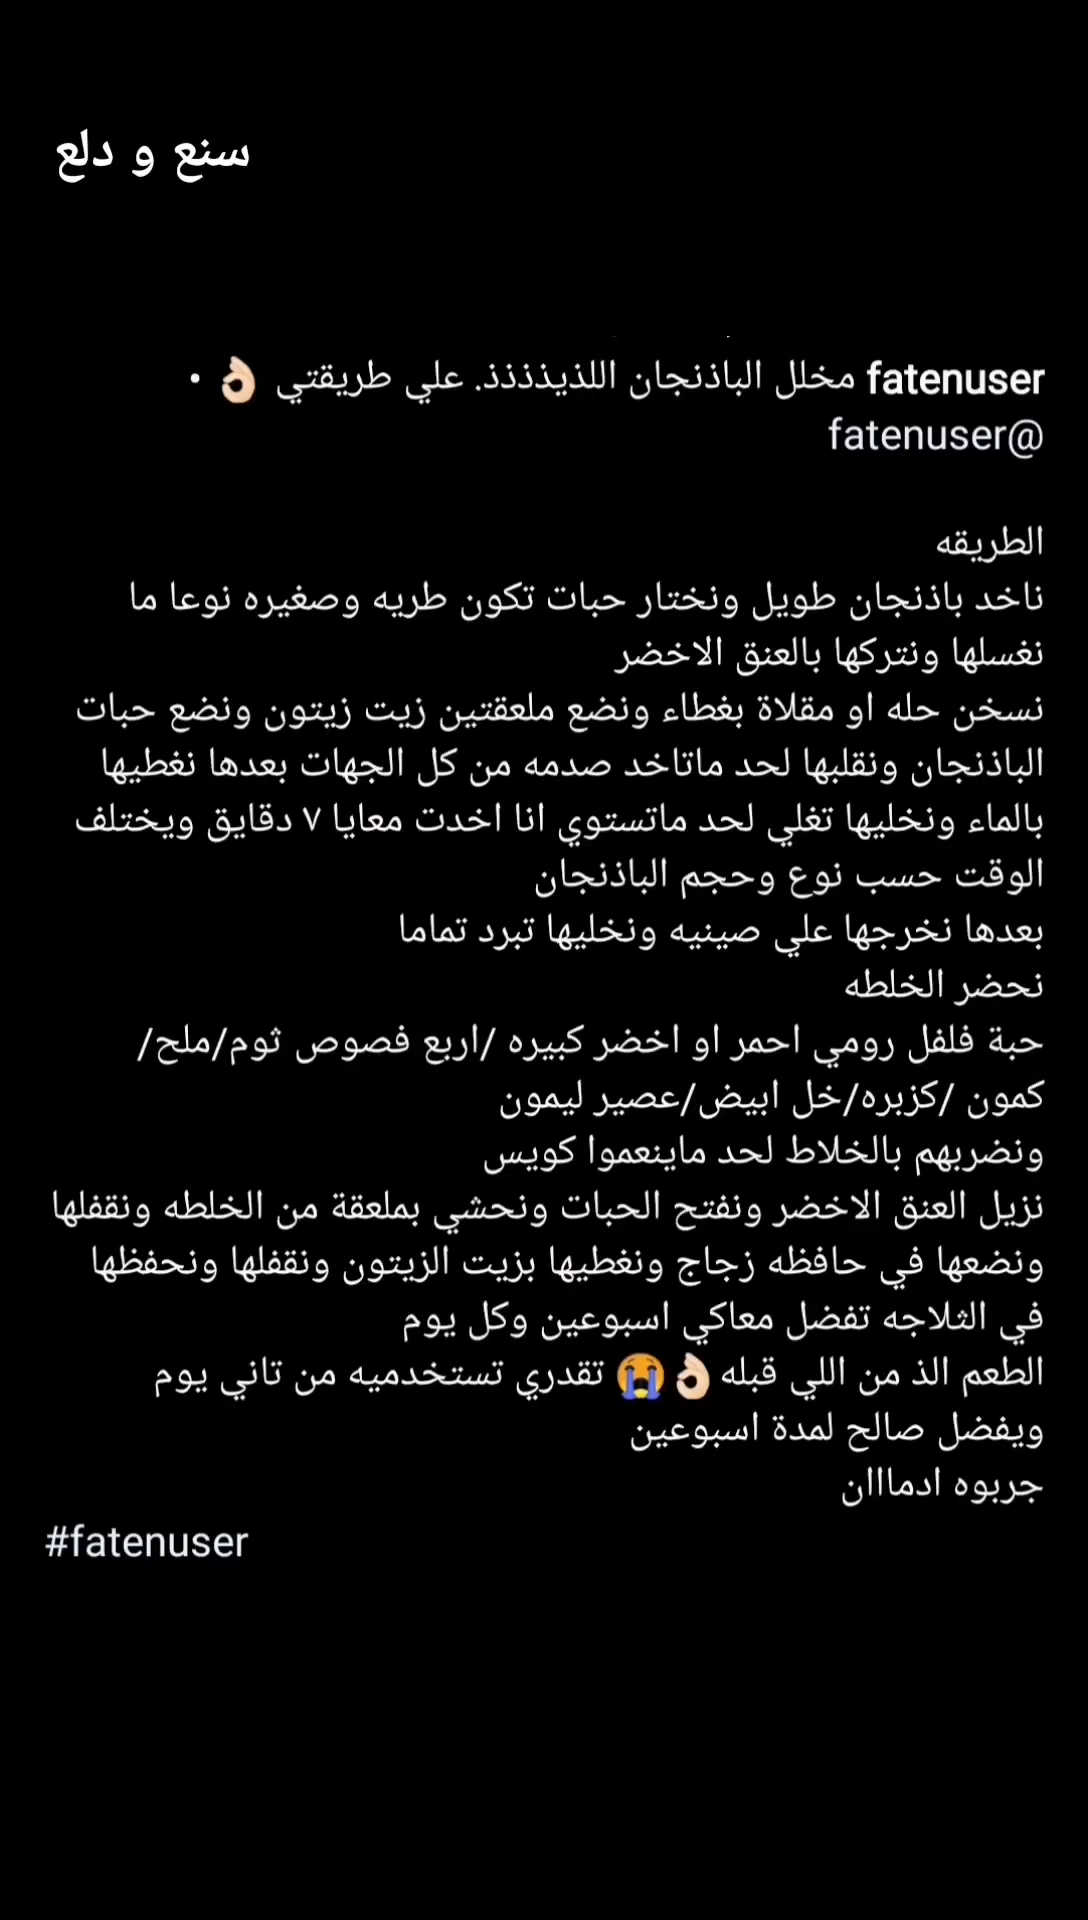 سنع و دلع
fatenuser مخلل الباذنجان اللذيذذذذ. علي طريقتي 👌🏻 •
@fatenuser
الطريقه
ناخد باذنجان طويل ونختار حبات تكون طريه وصغيره نوعا ما
نغسلها ونتركها بالعنق الاخضر
نسخن حله او مقلاة بغطاء ونضع ملعقتين زيت زيتون ونضع حبات
الباذنجان ونقلبها لحد ماتاخد صدمه من كل الجهات بعدها نغطيها
بالماء ونخليها تغلي لحد ماتستوي انا اخدت معايا ٧ دقايق ويختلف
الوقت حسب نوع وحجم الباذنجان
بعدها نخرجها علي صينيه ونخليها تبرد تماما
نحضر الخلطه
حبة فلفل رومي احمر او اخضر كبيره /اربع فصوص ثوم/ملح/
كمون /كزبره/خل ابيض/عصير ليمون
ونضربهم بالخلاط لحد ماينعموا كويس
نزيل العنق الاخضر ونفتح الحبات ونحشي بملعقة من الخلطه ونقفلها
ونضعها في حافظه زجاج ونغطيها بزيت الزيتون ونقفلها ونحفظها
في الثلاجه تفضل معاكي اسبوعين وكل يوم
الطعم الذ من اللي قبله👌🏻😭 تقدري تستخدميه من تاني يوم
ويفضل صالح لمدة اسبوعين
جربوه ادمااان
#fatenuser